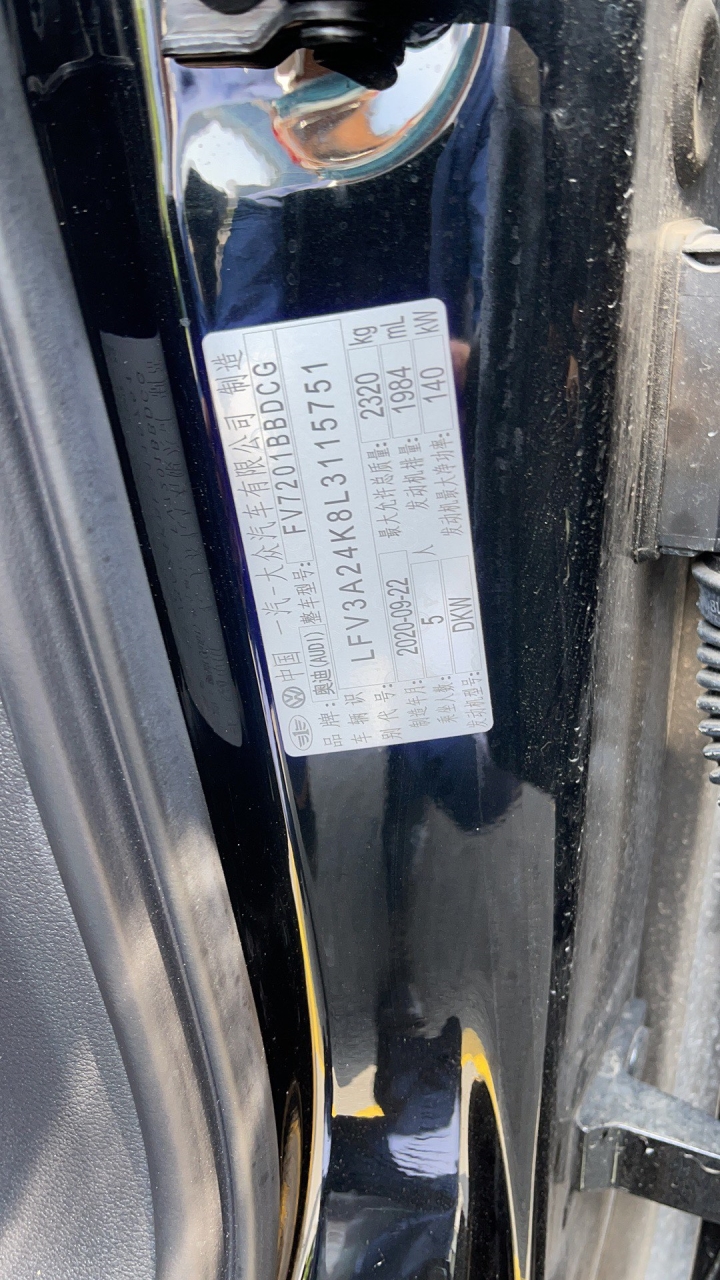 中国 一汽-大众汽车有限公司 制造
品牌: 奥迪(AUDI) 整车型号: FV7201BBDCG
车辆识别代号: LFV3A24K8L3115751
制造年月: 2020-09-22 最大允许总质量: 2320 kg
乘坐人数: 5 人 发动机排量: 1984 mL
发动机型号: DKW 发动机最大净功率: 140 kW